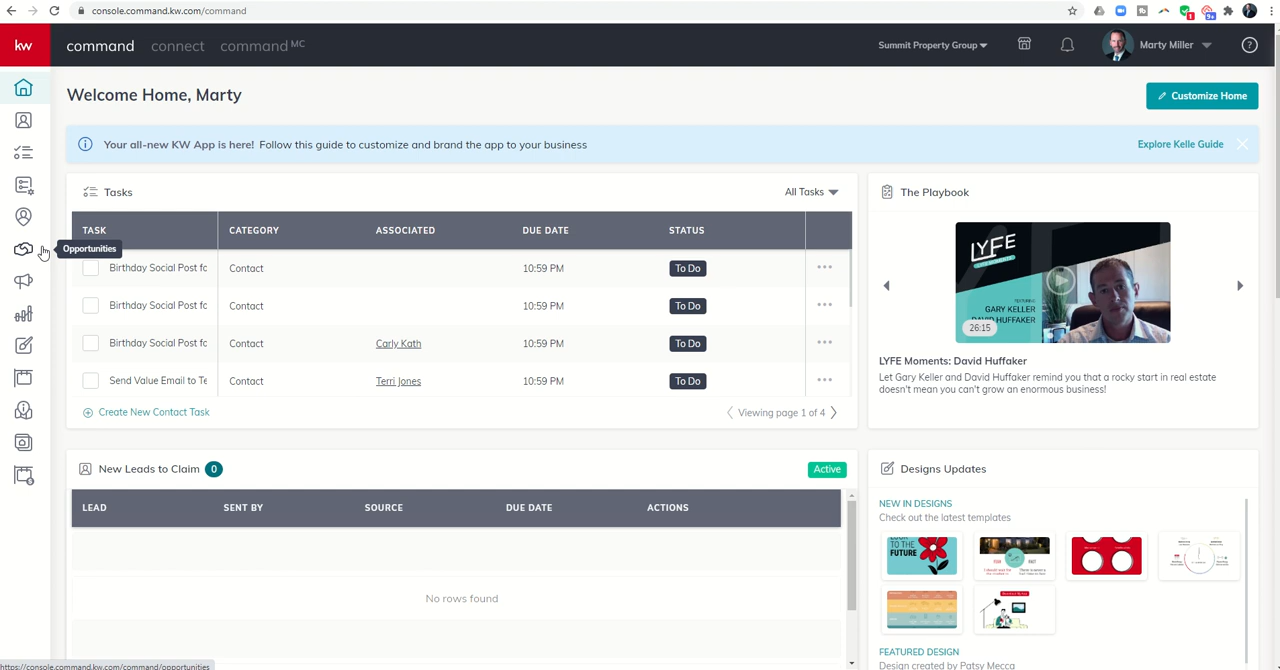 console.command.kw.com/command
1
9+
kw
command
connect
command MC
Summit Property Group
Marty Miller
?
Welcome Home, Marty
Customize Home
Your all-new KW App is here! Follow this guide to customize and brand the app to your business
Explore Kelle Guide
Tasks
All Tasks
TASK CATEGORY ASSOCIATED DUE DATE STATUS
Birthday Social Post fo Contact 10:59 PM To Do
Birthday Social Post fo Contact 10:59 PM To Do
Birthday Social Post fo Contact Carly Kath 10:59 PM To Do
Send Value Email to Te Contact Terri Jones 10:59 PM To Do
Create New Contact Task
Viewing page 1 of 4
Opportunities
The Playbook
LYFE
FEATURING
GARY KELLER
DAVID HUFFAKER
26:15
LYFE Moments: David Huffaker
Let Gary Keller and David Huffaker remind you that a rocky start in real estate
doesn't mean you can't grow an enormous business!
New Leads to Claim 0
Active
LEAD SENT BY SOURCE DUE DATE ACTIONS
No rows found
Designs Updates
NEW IN DESIGNS
Check out the latest templates
LOOK
TO THE
FUTURE
FEATURED DESIGN
Design created by Patsy Mecca
https://console.command.kw.com/command/opportunities